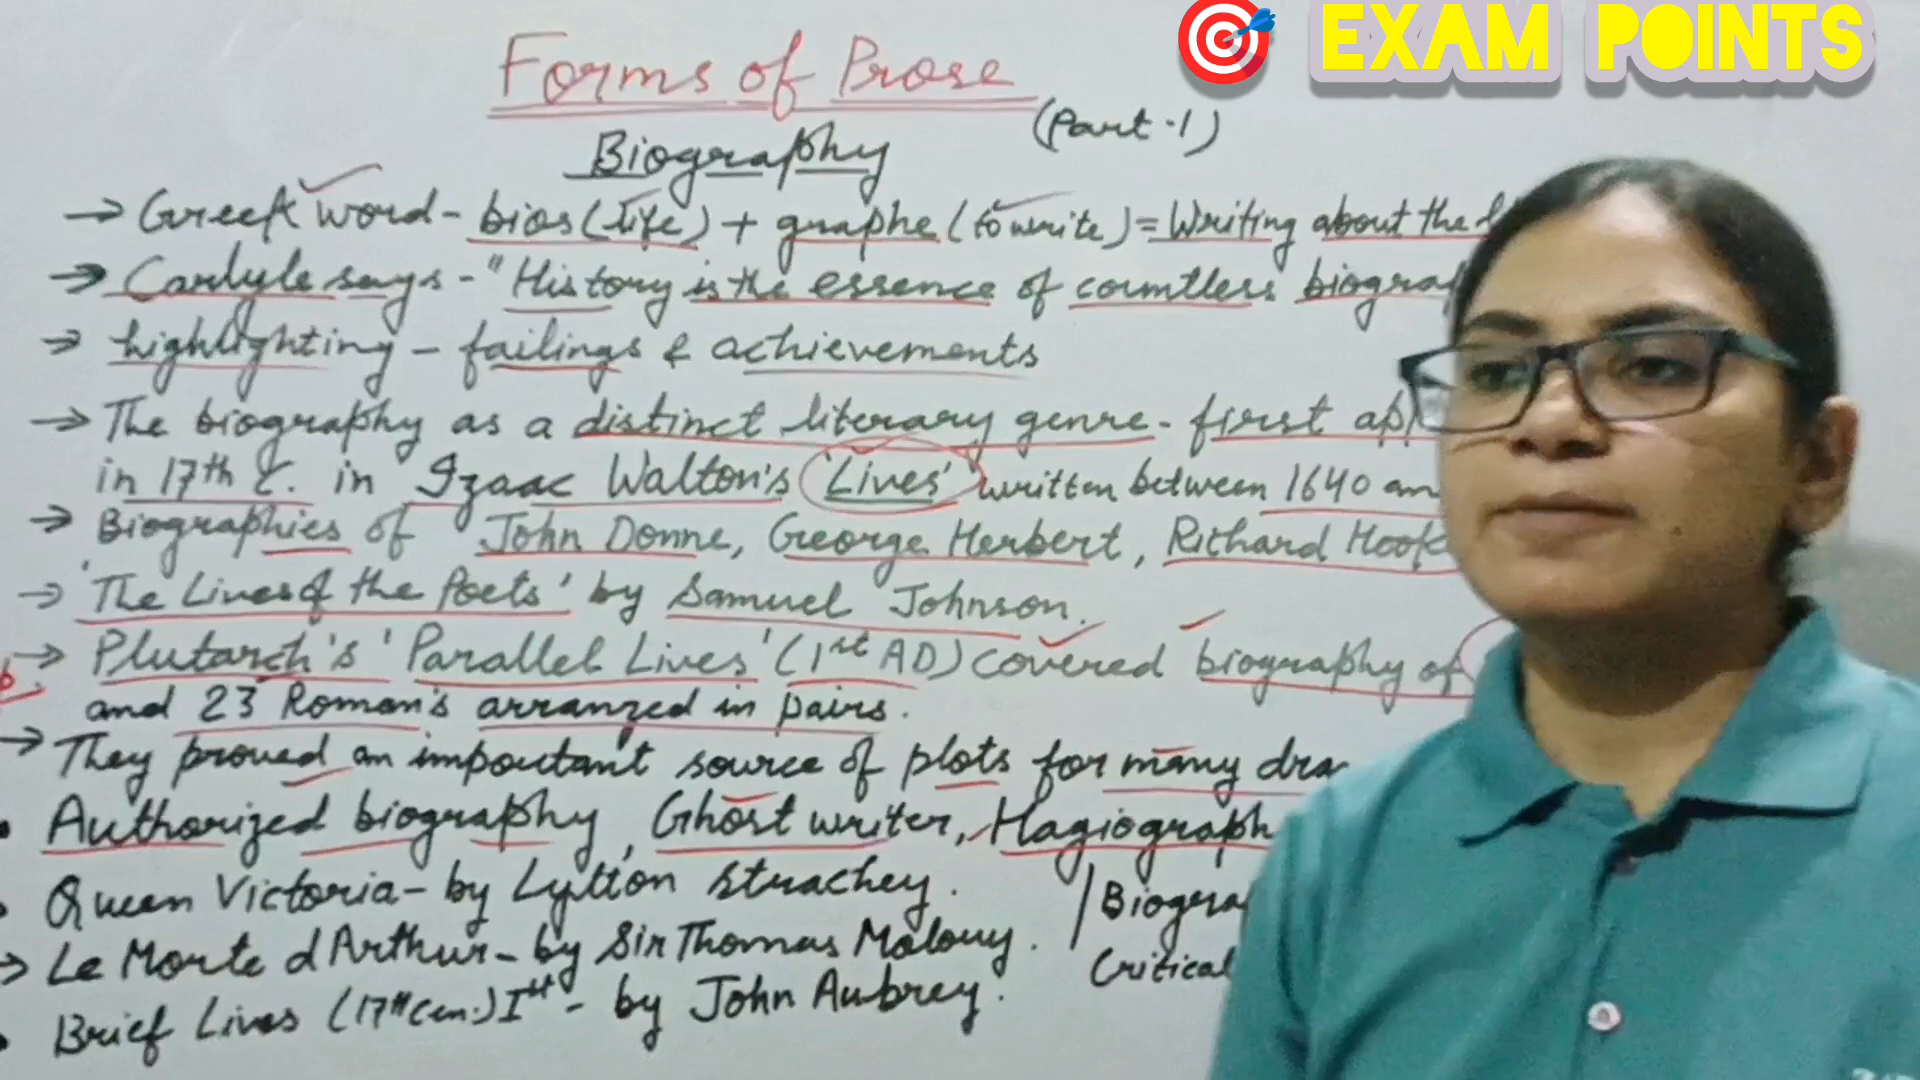 EXAM POINTS
Forms of Prose
(Part-1)
Biography
→ Greek word - bios (life) + graphe (to write) = Writing about the
→ Carlyle says - "History is the essence of countless biograp
→ highlighting - failings & achievements
→ The biography as a distinct literary genre - first ap
in 17th C. in Izaac Walton's 'Lives' written between 1640 an
→ Biographies of John Donne, George Herbert, Richard Hook
→ 'The Lives of the Poets' by Samuel Johnson.
→ Plutarch's 'Parallel Lives' (1st AD) covered biography of
and 23 Roman's arranged in pairs.
→ They proved an important source of plots for many dra
• Authorized biography, Ghost writer, Hagiograph
• Queen Victoria - by Lytton Strachey.
| Biogra
→ Le Morte d Arthur - by Sir Thomas Malouy.
Critical
• Brief Lives (17th Cen.) Ist - by John Aubrey.